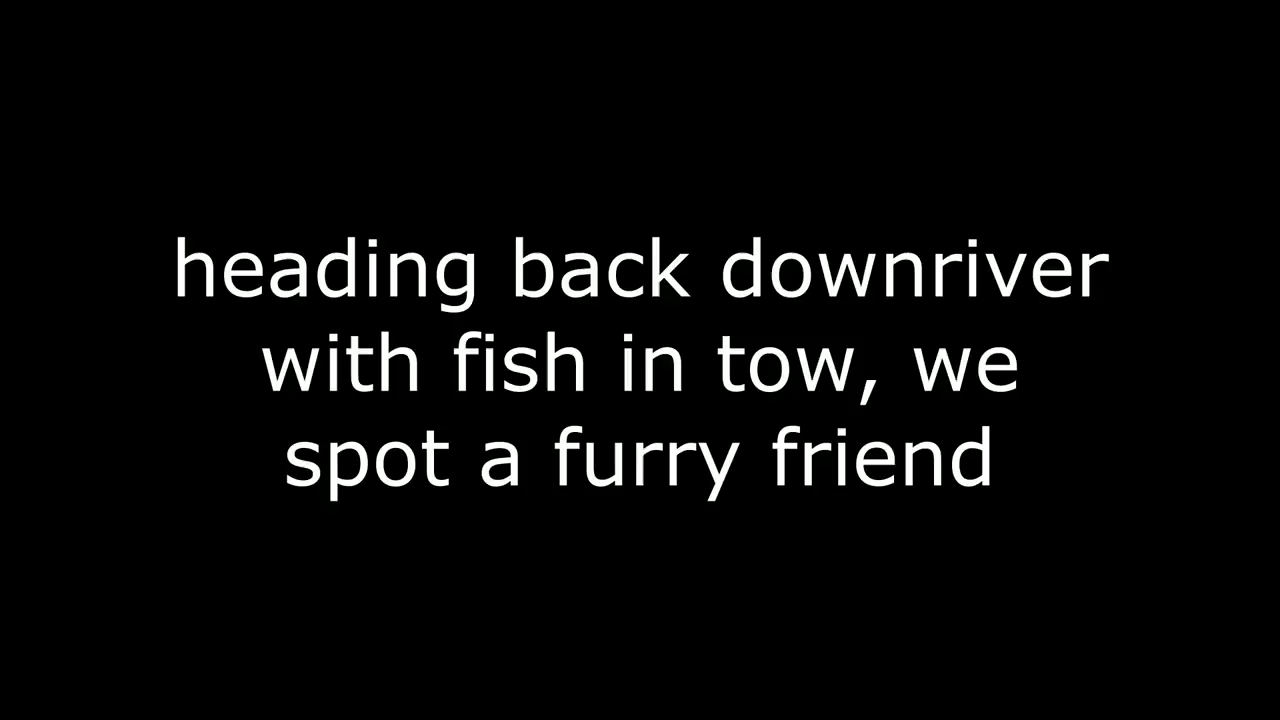 heading back downriver
with fish in tow, we
spot a furry friend